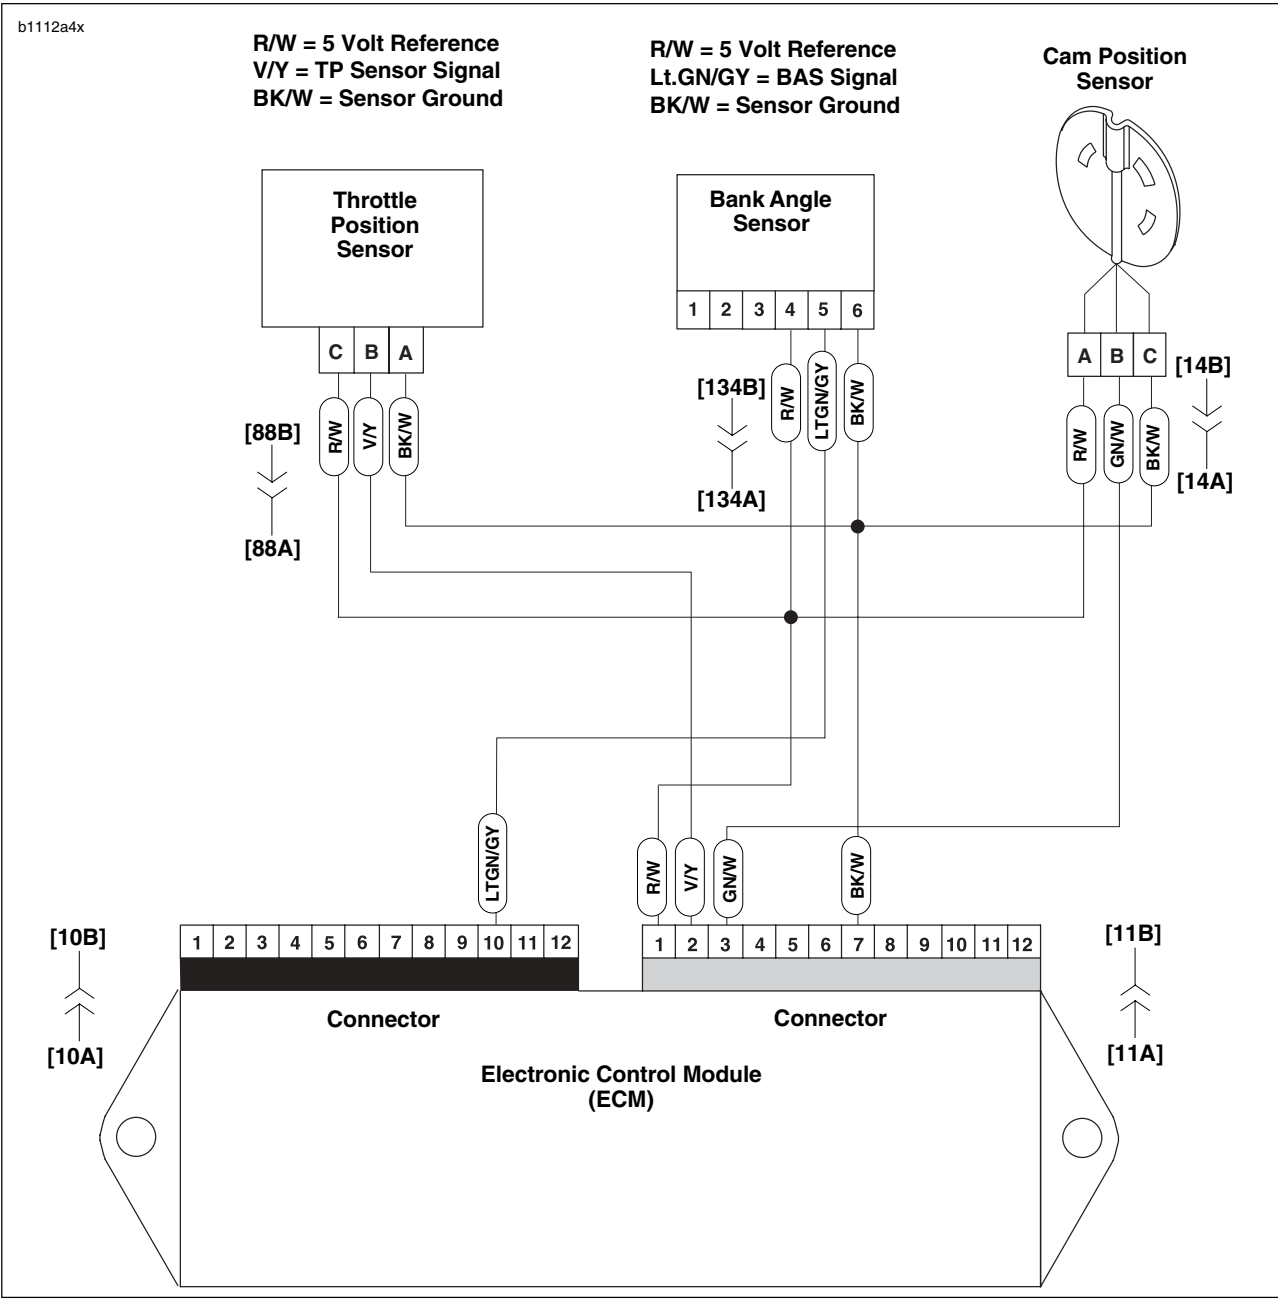 b1112a4x
R/W = 5 Volt Reference
V/Y = TP Sensor Signal
BK/W = Sensor Ground
R/W = 5 Volt Reference
Lt.GN/GY = BAS Signal
BK/W = Sensor Ground
Cam Position
Sensor
Throttle
Position
Sensor
C B A
Bank Angle
Sensor
1 2 3 4 5 6
A B C
[88B]
[88A]
R/W
V/Y
BK/W
[134B]
[134A]
R/W
LTGN/GY
BK/W
R/W
GN/W
BK/W
[14B]
[14A]
LTGN/GY
R/W
V/Y
GN/W
BK/W
[10B]
[10A]
1 2 3 4 5 6 7 8 9 10 11 12
1 2 3 4 5 6 7 8 9 10 11 12
[11B]
[11A]
Connector
Connector
Electronic Control Module
(ECM)